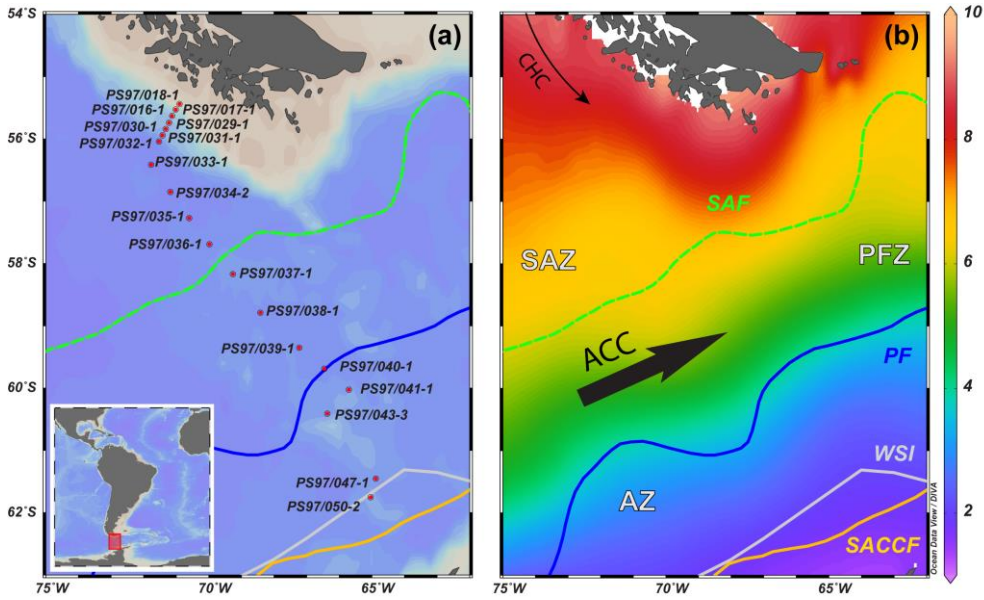 (a)
54°S
56°S
58°S
60°S
62°S
PS97/018-1
PS97/016-1
PS97/017-1
PS97/030-1
PS97/029-1
PS97/032-1
PS97/031-1
PS97/033-1
PS97/034-2
PS97/035-1
PS97/036-1
PS97/037-1
PS97/038-1
PS97/039-1
PS97/040-1
PS97/041-1
PS97/043-3
PS97/047-1
PS97/050-2
75°W
70°W
65°W
(b)
CHC
SAF
SAZ
PFZ
ACC
PF
WSI
AZ
SACCF
Ocean Data View / DIVA
75°W
70°W
65°W
10
8
6
4
2